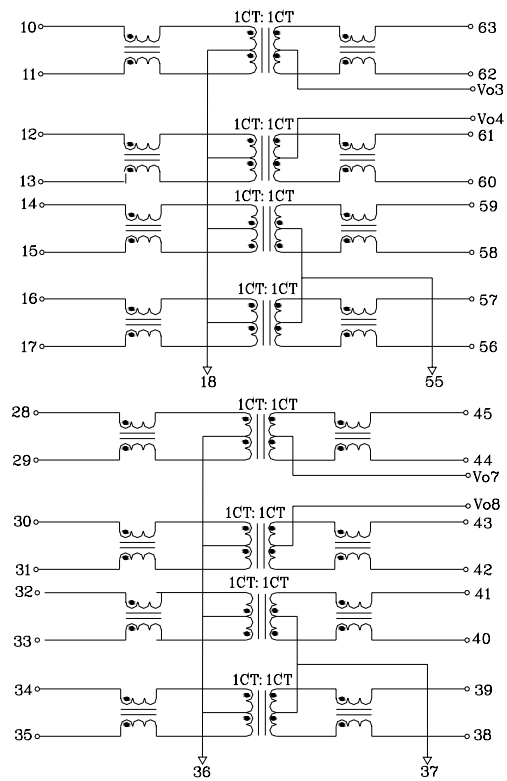 1CT: 1CT
10 63
11 62
Vo3
1CT: 1CT
Vo4
12 61
13 60
1CT: 1CT
14 59
15 58
1CT: 1CT
16 57
17 56
18 55
1CT: 1CT
28 45
29 44
Vo7
Vo8
1CT: 1CT
30 43
31 42
1CT: 1CT
32 41
33 40
1CT: 1CT
34 39
35 38
36 37